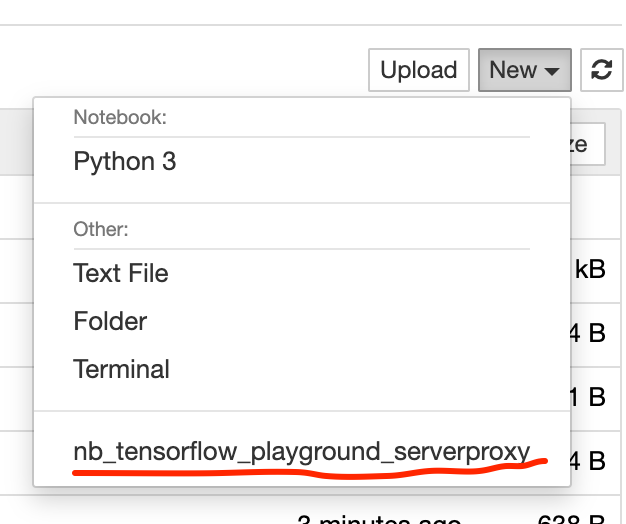 Upload New
Notebook:
Python 3
ze
Other:
Text File
kB
Folder
4 B
Terminal
1 B
nb_tensorflow_playground_serverproxy
4 B
3 minutes ago 638 B